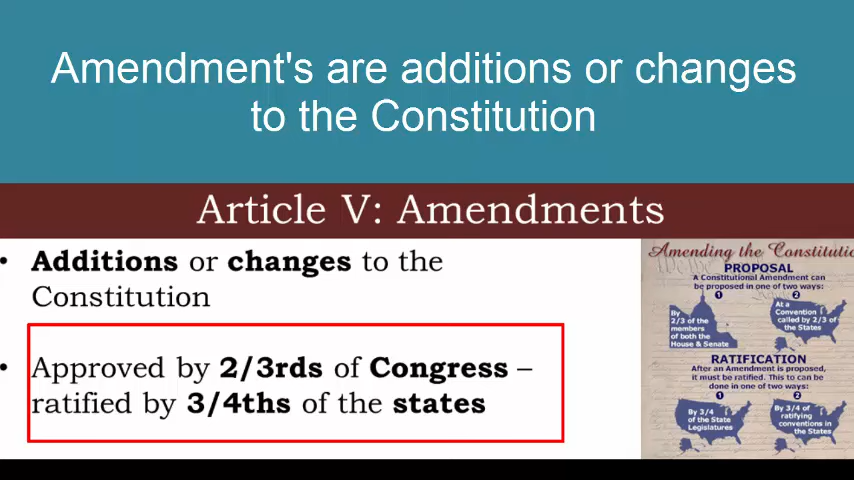 Amendment's are additions or changes
to the Constitution
Article V: Amendments
• Additions or changes to the
Constitution
• Approved by 2/3rds of Congress –
ratified by 3/4ths of the states
Amending the Constitution
PROPOSAL
A Constitutional Amendment can
be proposed in one of two ways:
1
2
By
2/3 of the
members
of both the
House & Senate
At a
Convention
called by 2/3 of
the States
RATIFICATION
After an Amendment is proposed,
it must be ratified. This to can be
done in one of two ways:
1
2
By 3/4
of the State
Legislatures
By 3/4 of
ratifying
conventions in
the States